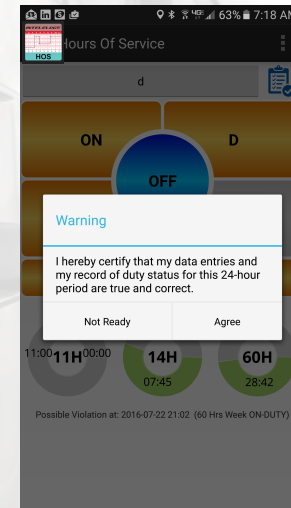 63% 7:18 AM
HOS
Hours Of Service
d
ON
D
OFF
Warning
I hereby certify that my data entries and
my record of duty status for this 24-hour
period are true and correct.
Not Ready
Agree
11:00 11H 00:00
14H
07:45
60H
28:42
Possible Violation at: 2016-07-22 21:02 (60 Hrs Week ON-DUTY)